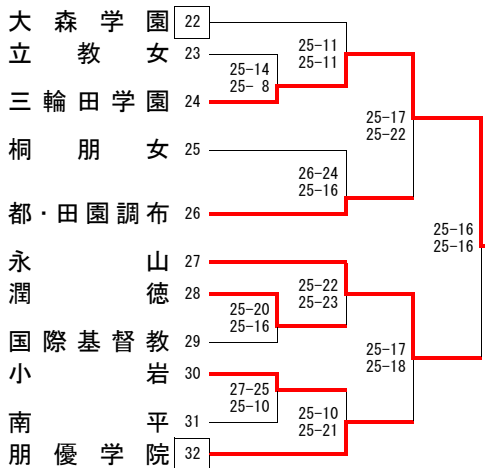 大森学園 22
立教女 23
25-14
25- 8
三輪田学園 24
25-11
25-11
桐朋女 25
26-24
25-16
都・田園調布 26
25-17
25-22
永山 27
潤徳 28
25-20
25-16
国際基督教 29
25-22
25-23
小岩 30
27-25
25-10
南平 31
25-10
25-21
朋優学院 32
25-17
25-18
25-16
25-16